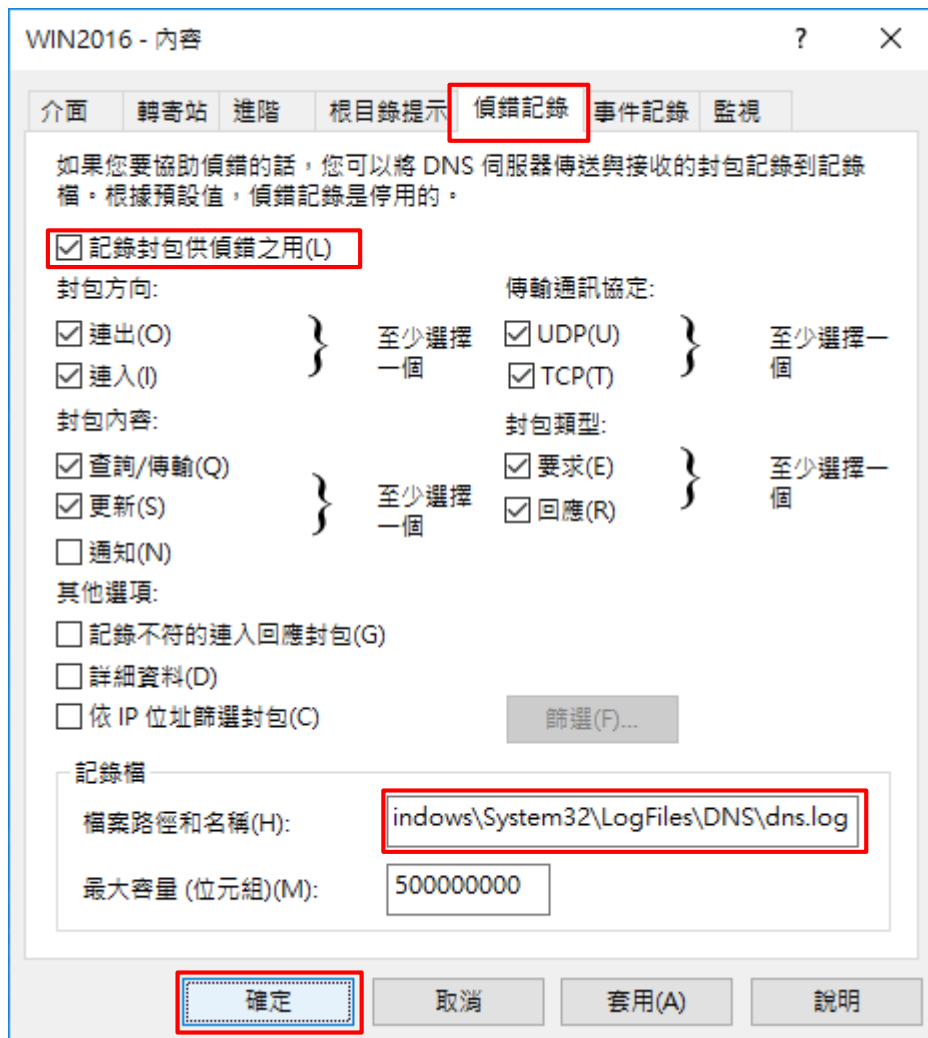 WIN2016 - 內容
?
介面 轉寄站 進階 根目錄提示 偵錯記錄 事件記錄 監視
如果您要協助偵錯的話，您可以將 DNS 伺服器傳送與接收的封包記錄到記錄
檔。根據預設值，偵錯記錄是停用的。
記錄封包供偵錯之用(L)
封包方向:
連出(O)
連入(I)
至少選擇
一個
傳輸通訊協定:
UDP(U)
TCP(T)
至少選擇一
個
封包內容:
查詢/傳輸(Q)
更新(S)
通知(N)
至少選擇
一個
封包類型:
要求(E)
回應(R)
至少選擇一
個
其他選項:
記錄不符的連入回應封包(G)
詳細資料(D)
依 IP 位址篩選封包(C)
篩選(F)...
記錄檔
檔案路徑和名稱(H): indows\System32\LogFiles\DNS\dns.log
最大容量 (位元組)(M): 500000000
確定 取消 套用(A) 說明